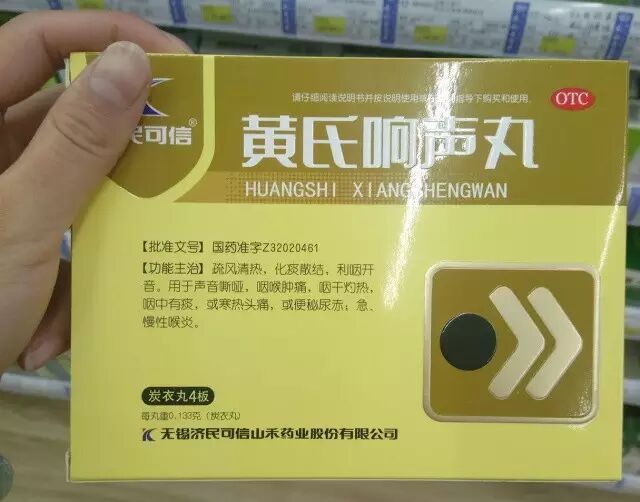 请仔细阅读说明书并按说明使用或在药师指导下购买和使用.
OTC
民可信®
黄氏响声丸
HUANGSHI XIANGSHENGWAN
【批准文号】国药准字Z32020461
【功能主治】疏风清热，化痰散结，利咽开
音。用于声音嘶哑，咽喉肿痛，咽干灼热，
咽中有痰，或寒热头痛，或便秘尿赤；急、
慢性喉炎。
炭衣丸4板
每丸重0.133克（炭衣丸）
无锡济民可信山禾药业股份有限公司